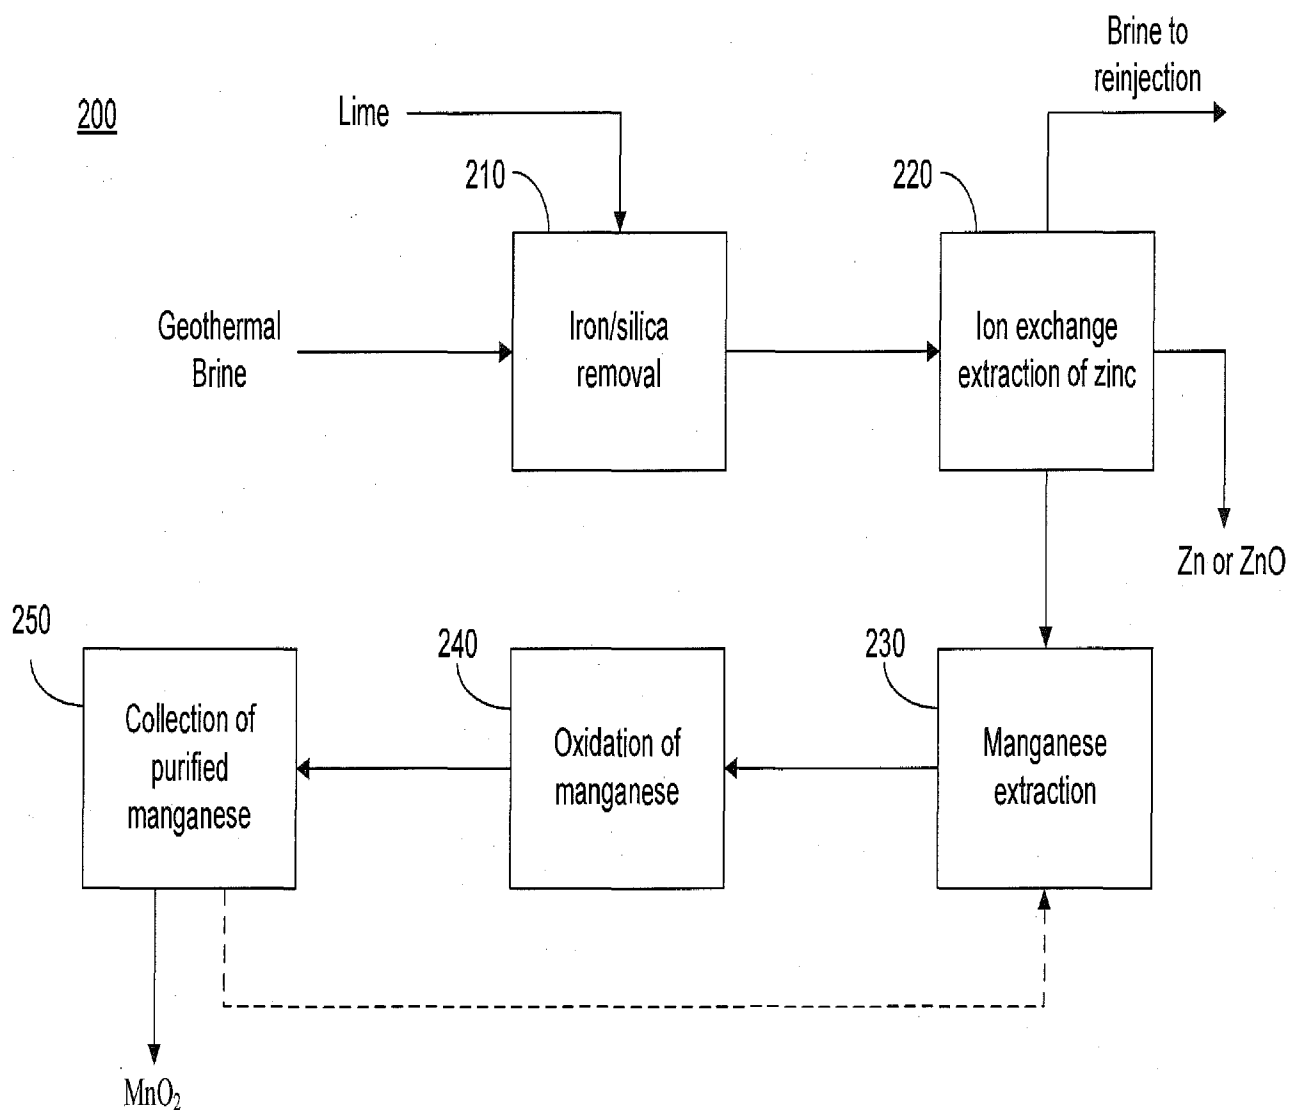 Brine to
reinjection
200
Lime
210
220
Geothermal
Brine
Iron/silica
removal
Ion exchange
extraction of zinc
Zn or ZnO
250
240
230
Collection of
purified
manganese
Oxidation of
manganese
Manganese
extraction
MnO₂